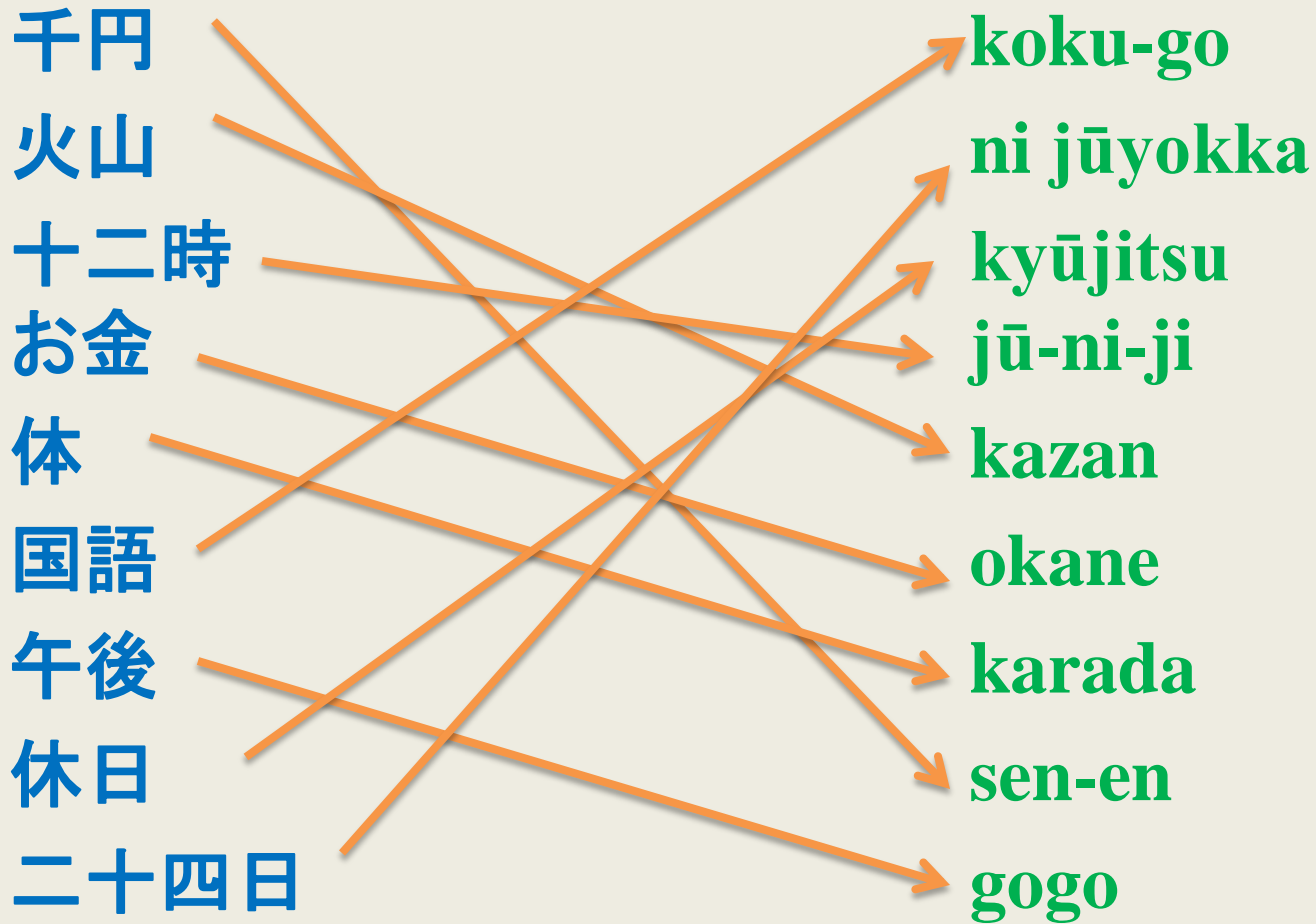 千円
火山
十二時
お金
体
国語
午後
休日
二十四日
koku-go
ni jūyokka
kyūjitsu
jū-ni-ji
kazan
okane
karada
sen-en
gogo